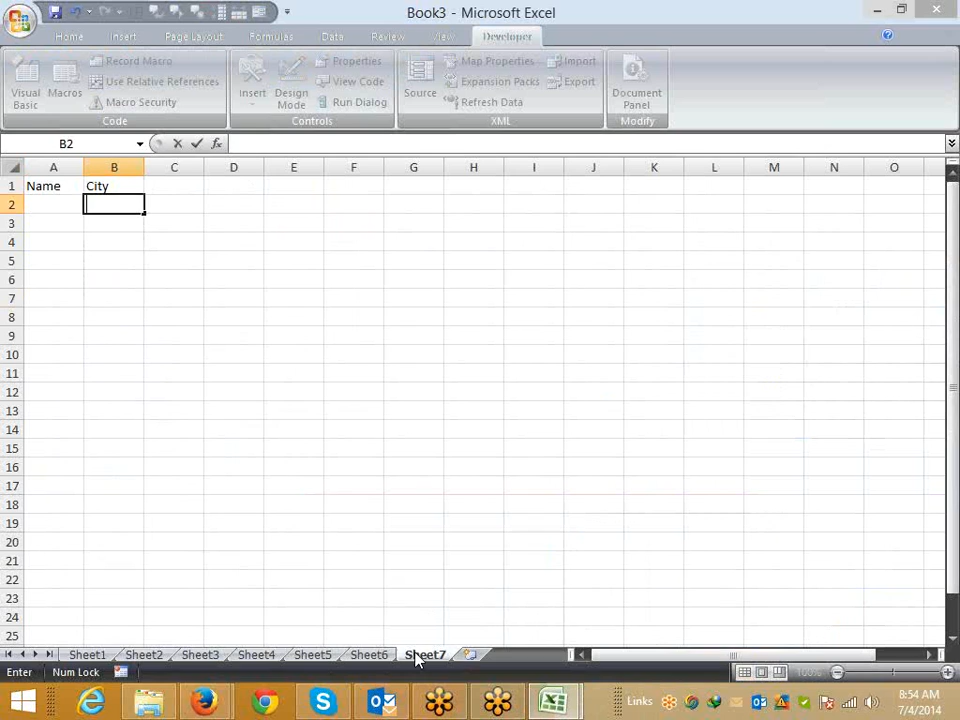 Book3 - Microsoft Excel
Home Insert Page Layout Formulas Data Review View Developer
Visual Basic
Macros
Record Macro
Use Relative References
Macro Security
Code
Insert
Design Mode
Properties
View Code
Run Dialog
Controls
Source
Map Properties
Expansion Packs
Refresh Data
Import
Export
XML
Document Panel
Modify
B2 fx
A B C D E F G H I J K L M N O
1 Name City
2
3
4
5
6
7
8
9
10
11
12
13
14
15
16
17
18
19
20
21
22
23
24
25
Sheet1 Sheet2 Sheet3 Sheet4 Sheet5 Sheet6 Sheet7
Enter Num Lock 100%
Links 8:54 AM
7/4/2014